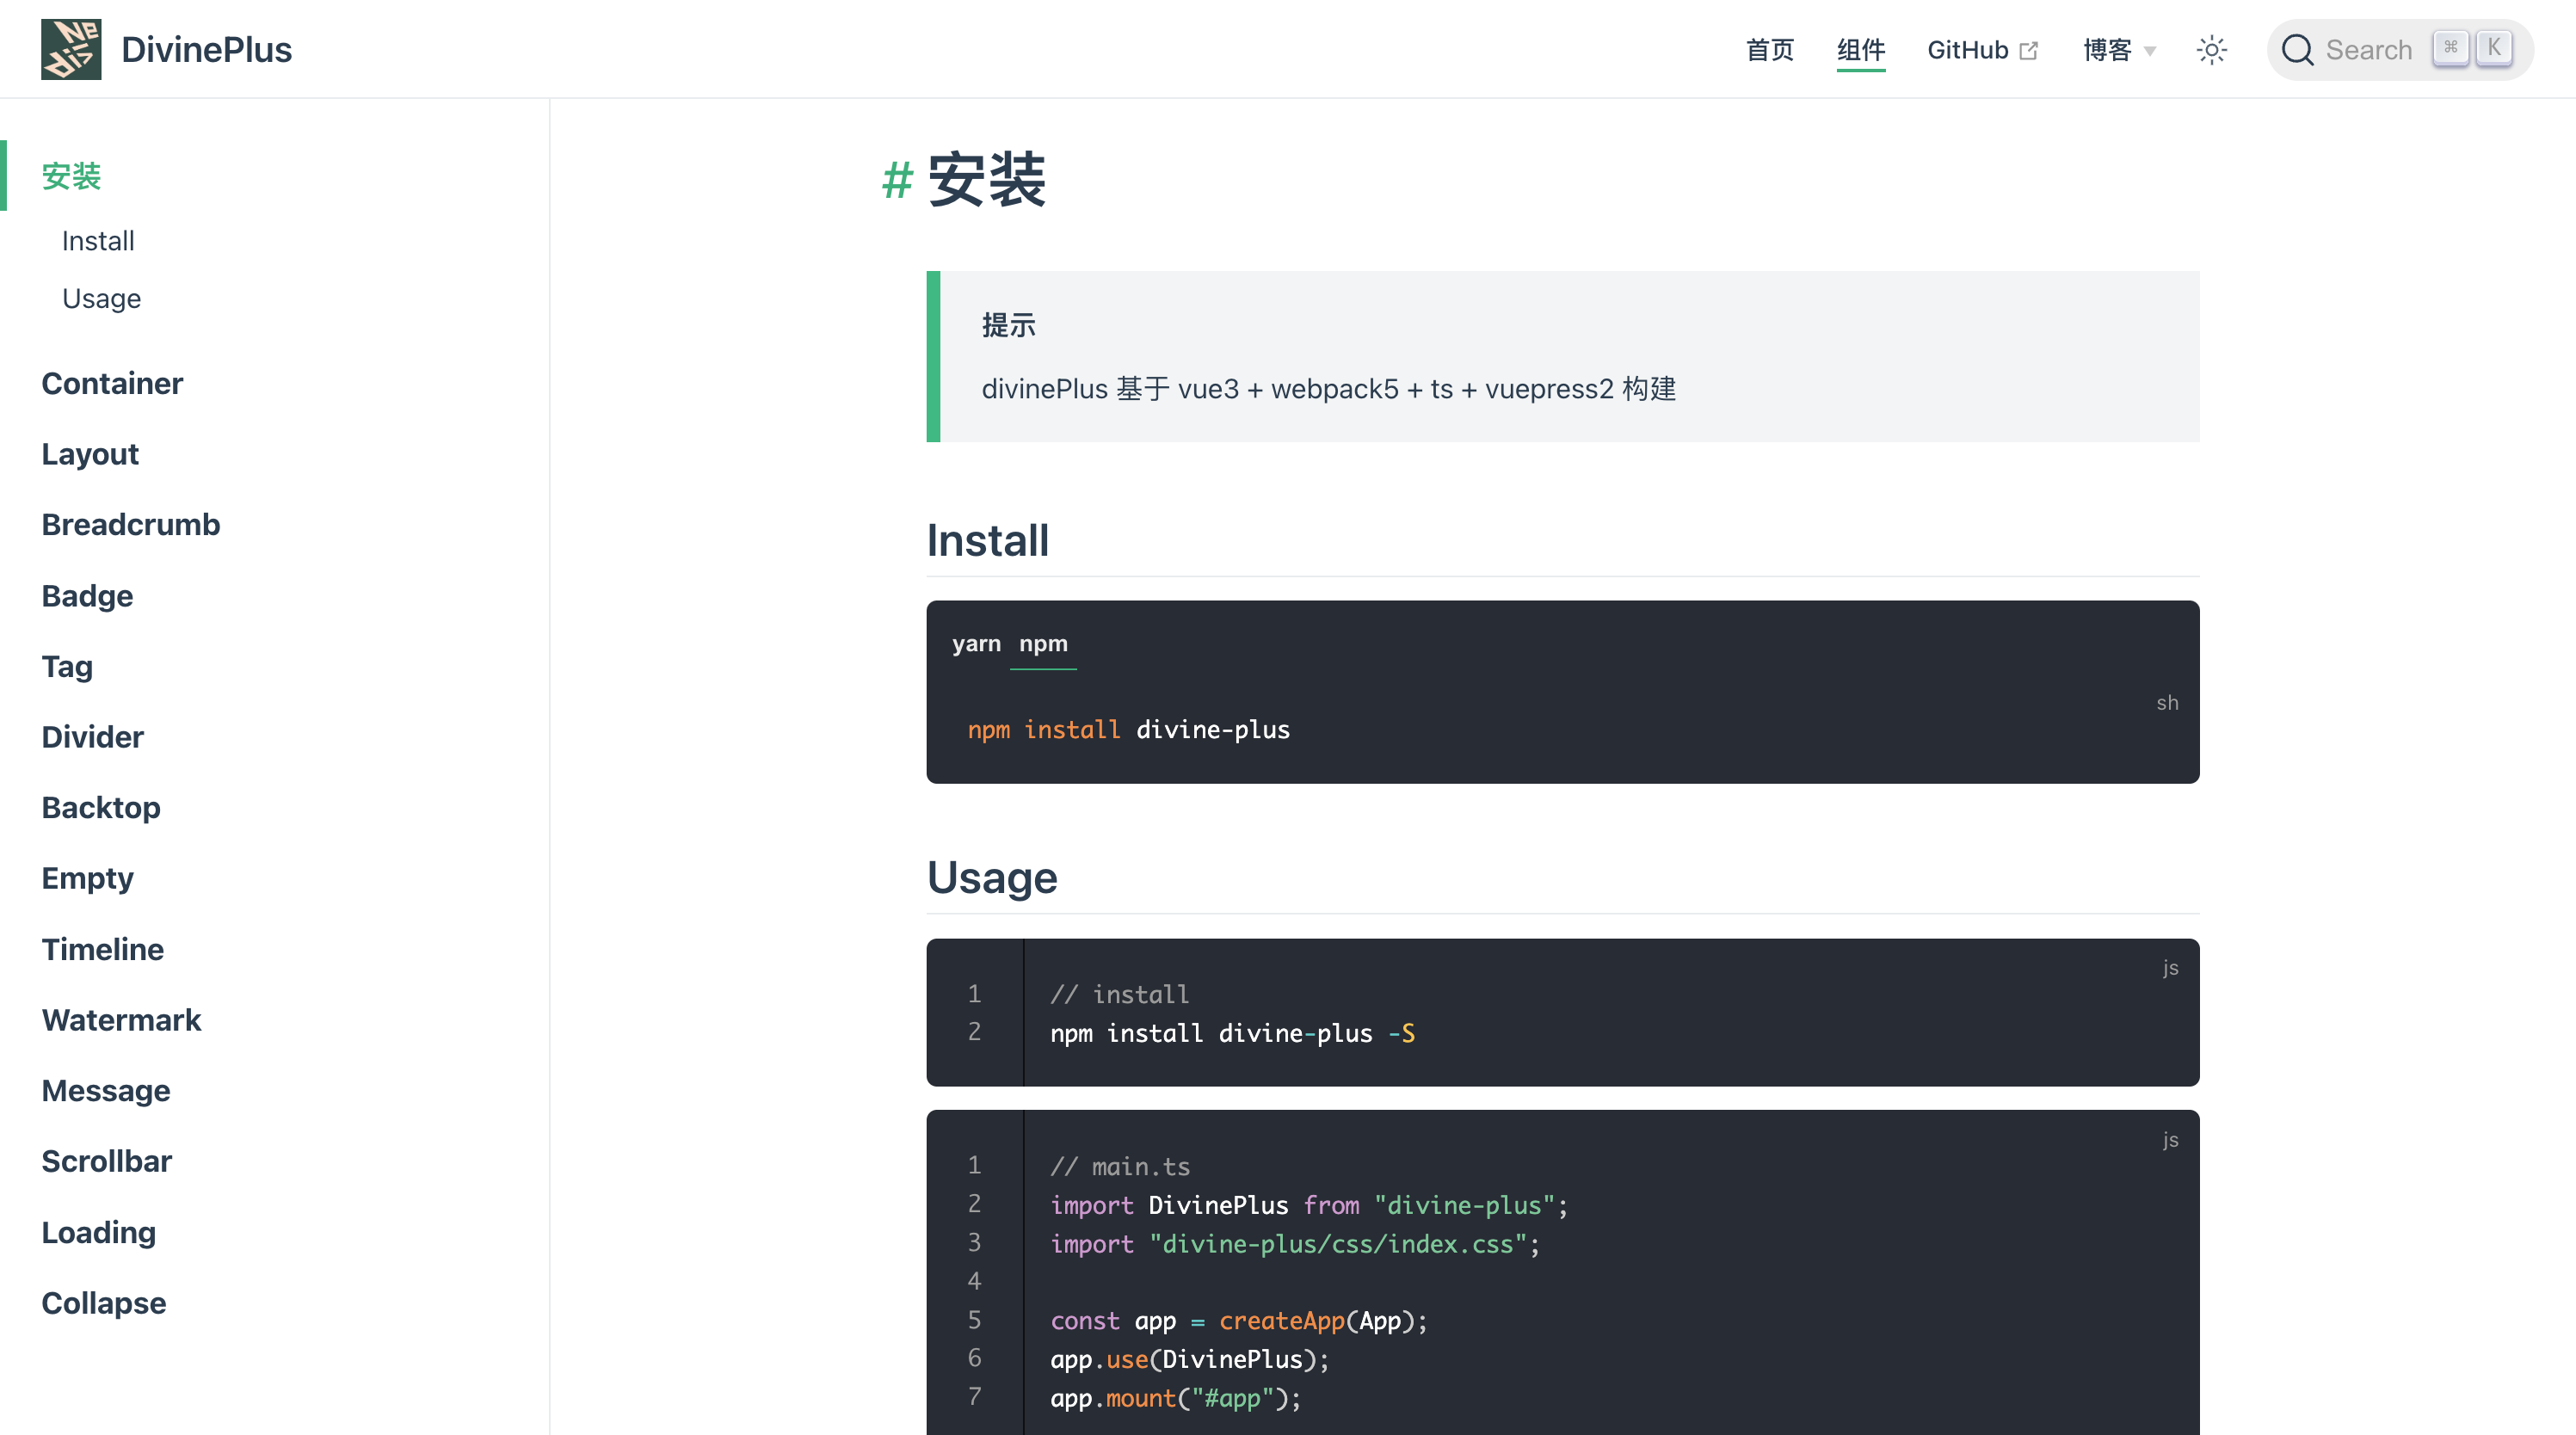 DivinePlus
首页 组件 GitHub 博客 Search ⌘ K
安装
Install
Usage
Container
Layout
Breadcrumb
Badge
Tag
Divider
Backtop
Empty
Timeline
Watermark
Message
Scrollbar
Loading
Collapse
# 安装
提示
divinePlus 基于 vue3 + webpack5 + ts + vuepress2 构建
Install
yarn npm
sh
npm install divine-plus
Usage
js
1 // install
2 npm install divine-plus -S
js
1 // main.ts
2 import DivinePlus from "divine-plus";
3 import "divine-plus/css/index.css";
4
5 const app = createApp(App);
6 app.use(DivinePlus);
7 app.mount("#app");